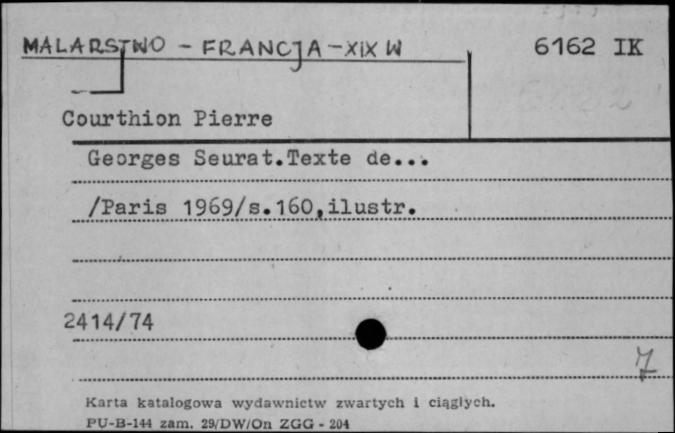 MALARSTWO - FRANCJA - XIX W
6162 IK
Courthion Pierre
Georges Seurat.Texte de...
/Paris 1969/s.160,ilustr.
2414/74
7
Karta katalogowa wydawnictw zwartych i ciągłych.
PU-B-144 zam. 29/DW/On ZGG - 204